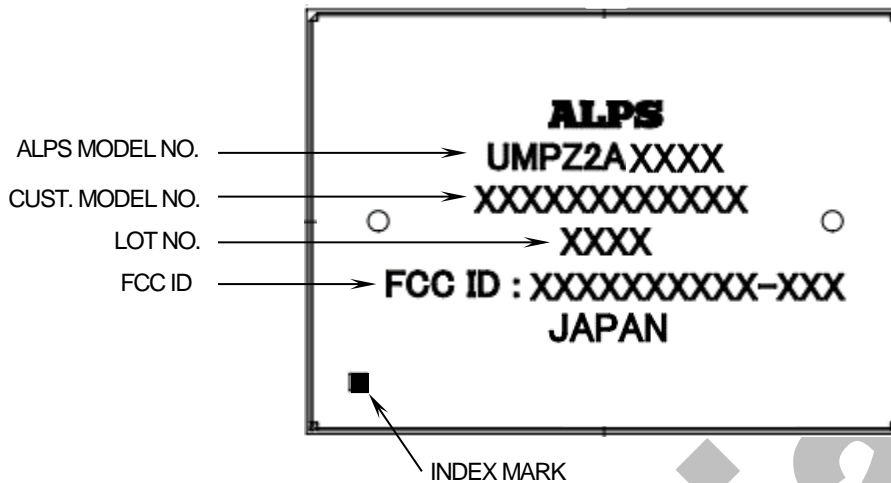 ALPS
ALPS MODEL NO. UMPZ2AXXXX
CUST. MODEL NO. XXXXXXXXXXXX
LOT NO. XXXX
FCC ID FCC ID : XXXXXXXXXX-XXX
JAPAN
INDEX MARK